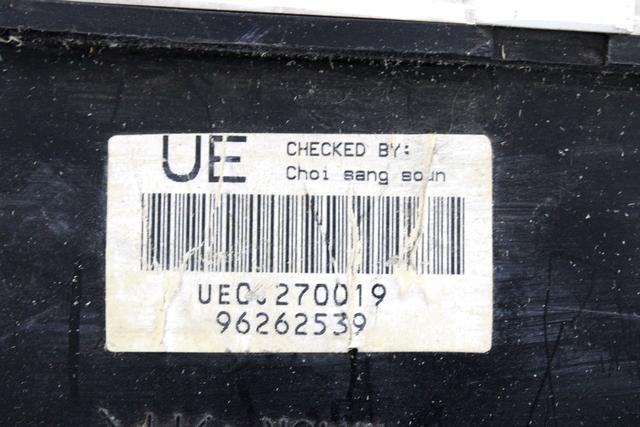 UE
CHECKED BY:
Choi sang soun
96262539